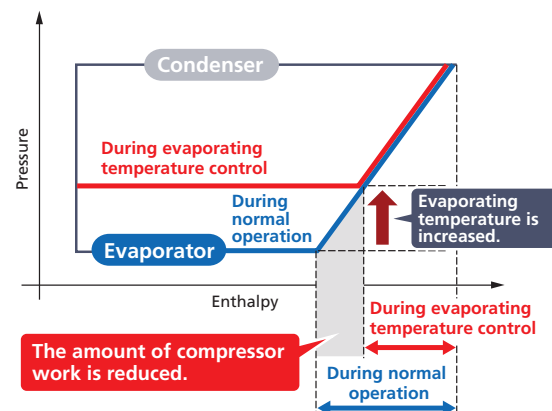 Condenser
Pressure
During evaporating
temperature control
During
normal
operation
Evaporating
temperature is
increased.
Evaporator
Enthalpy
During evaporating
temperature control
The amount of compressor
work is reduced.
During normal
operation